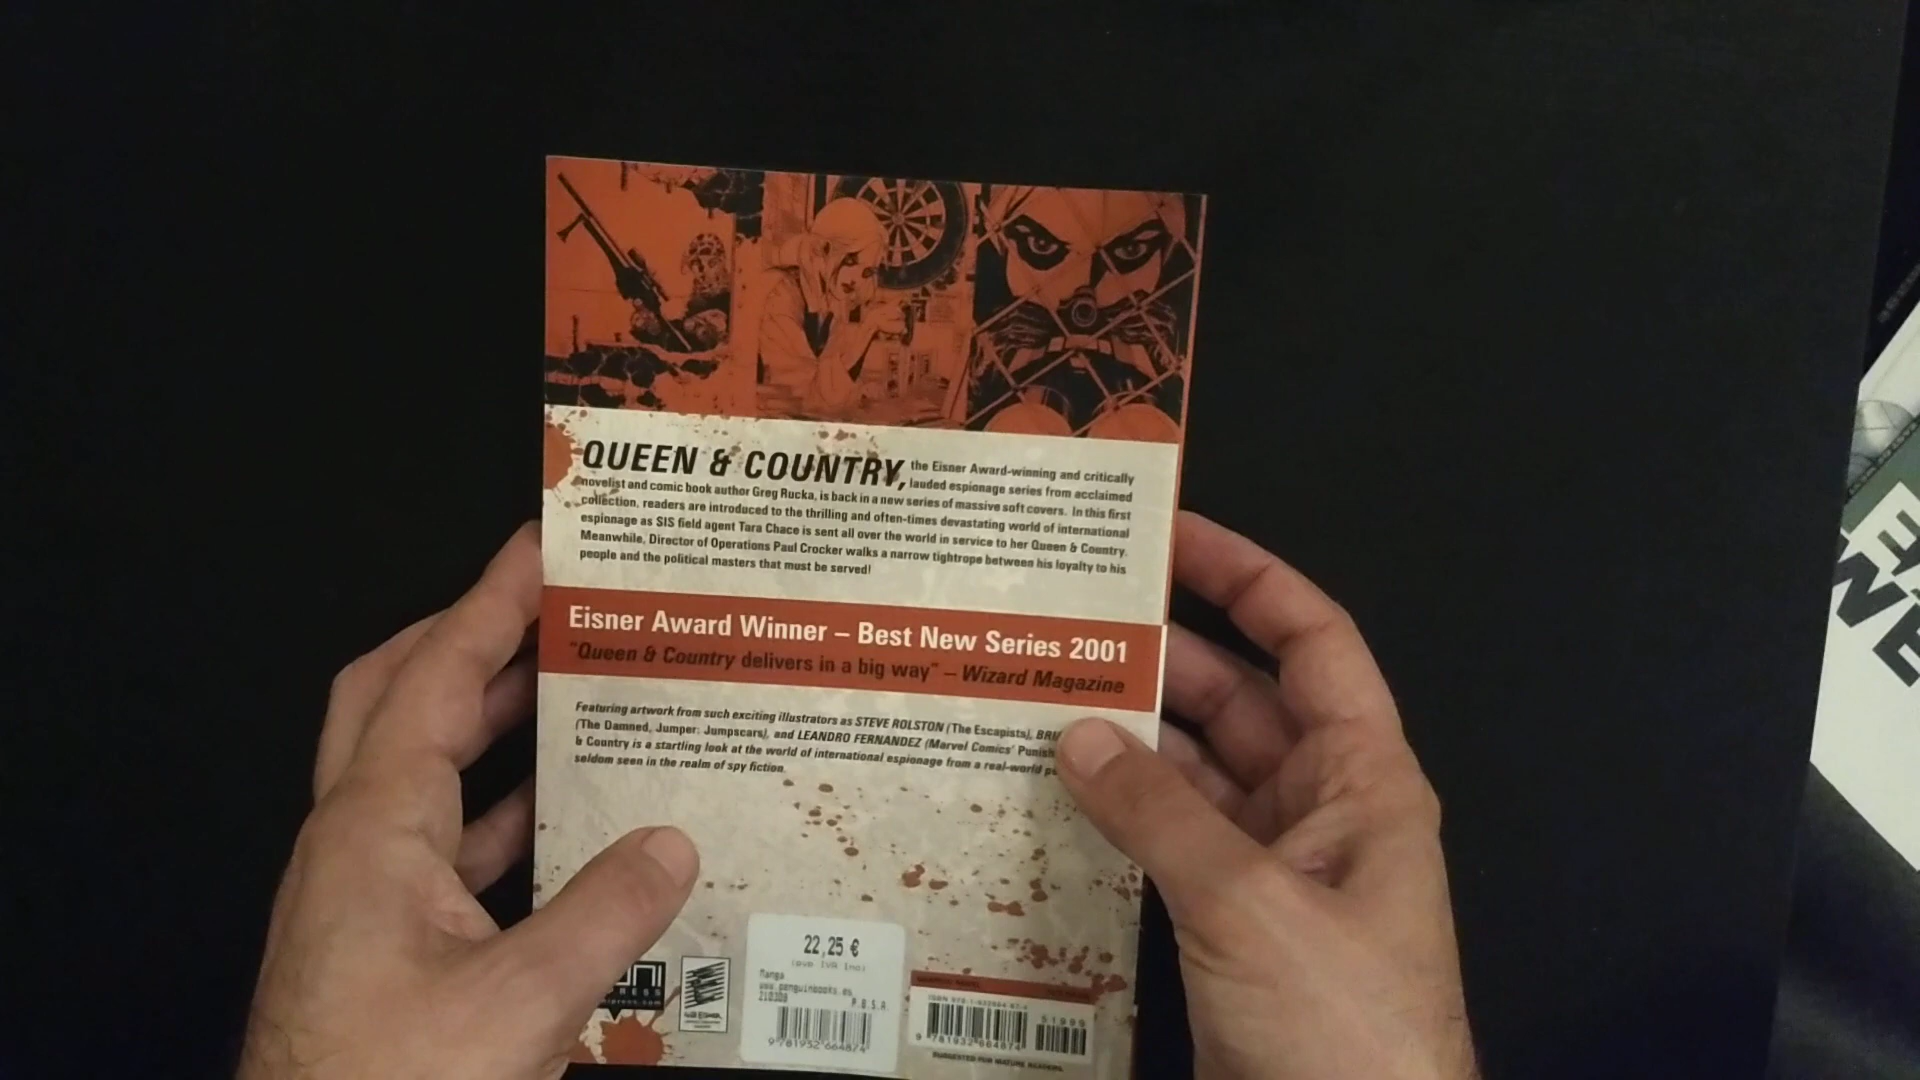 QUEEN & COUNTRY, the Eisner Award-winning and critically
lauded espionage series from acclaimed
novelist and comic book author Greg Rucka, is back in a new series of massive soft covers. In this first
collection, readers are introduced to the thrilling and often-times devastating world of international
espionage as SIS field agent Tara Chace is sent all over the world in service to her Queen & Country.
Meanwhile, Director of Operations Paul Crocker walks a narrow tightrope between his loyalty to his
people and the political masters that must be served!
Eisner Award Winner – Best New Series 2001
"Queen & Country delivers in a big way" – Wizard Magazine
Featuring artwork from such exciting illustrators as STEVE ROLSTON (The Escapists),
(The Damned, Jumper: Jumpscars), and LEANDRO FERNANDEZ (Marvel Comics'
& Country is a startling look at the world of international espionage from a real-world
seldom seen in the realm of spy fiction.
22,25 €
Manga
www.penguinbooks.es
210309 P.B.S.A.
9 781932 664874
51999
9 781932 664874
SUGGESTED FOR MATURE READERS